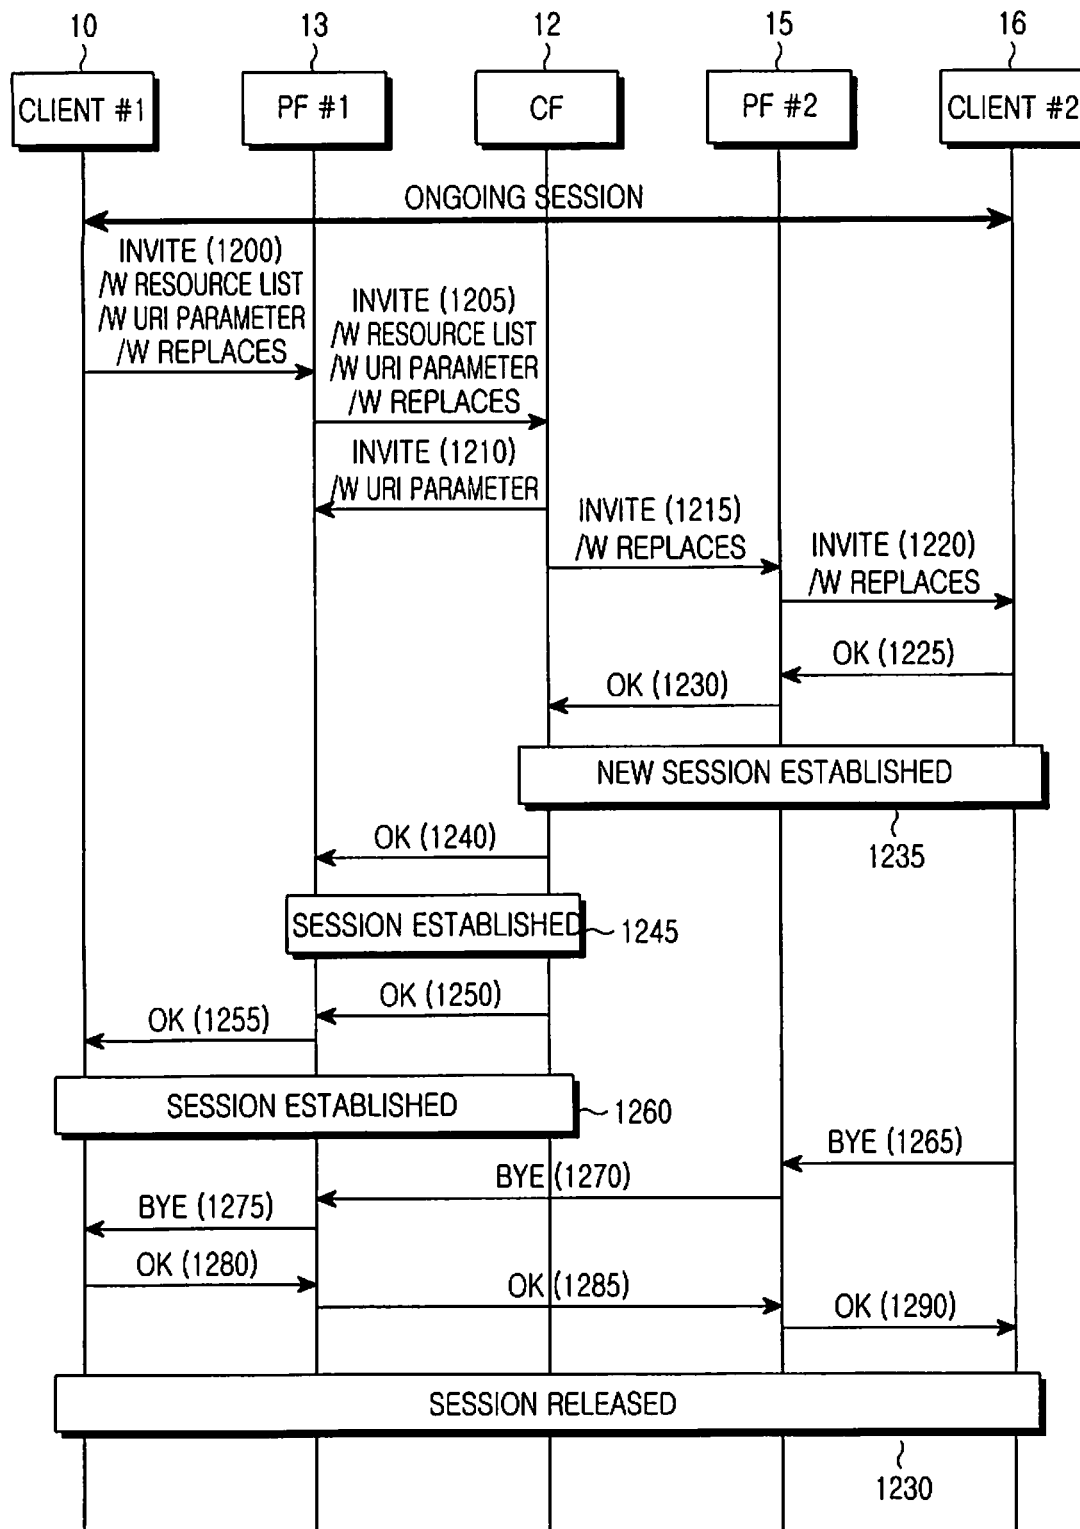 10
13
12
15
16
CLIENT #1
PF #1
CF
PF #2
CLIENT #2
ONGOING SESSION
INVITE (1200)
/W RESOURCE LIST
/W URI PARAMETER
/W REPLACES
INVITE (1205)
/W RESOURCE LIST
/W URI PARAMETER
/W REPLACES
INVITE (1210)
/W URI PARAMETER
INVITE (1215)
/W REPLACES
INVITE (1220)
/W REPLACES
OK (1225)
OK (1230)
NEW SESSION ESTABLISHED
1235
OK (1240)
SESSION ESTABLISHED
1245
OK (1250)
OK (1255)
SESSION ESTABLISHED
1260
BYE (1265)
BYE (1270)
BYE (1275)
OK (1280)
OK (1285)
OK (1290)
SESSION RELEASED
1230